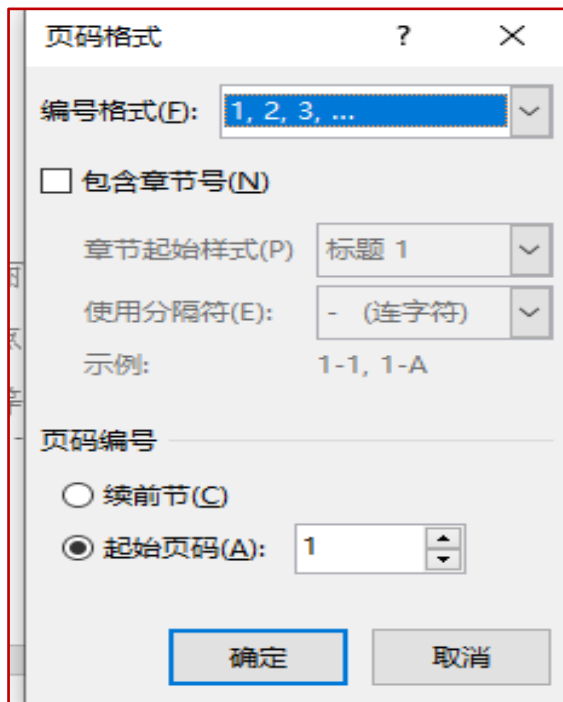 页码格式 ?
编号格式(F): 1, 2, 3, ...
包含章节号(N)
章节起始样式(P) 标题 1
使用分隔符(E): - (连字符)
示例: 1-1, 1-A
页码编号
续前节(C)
起始页码(A): 1
确定 取消